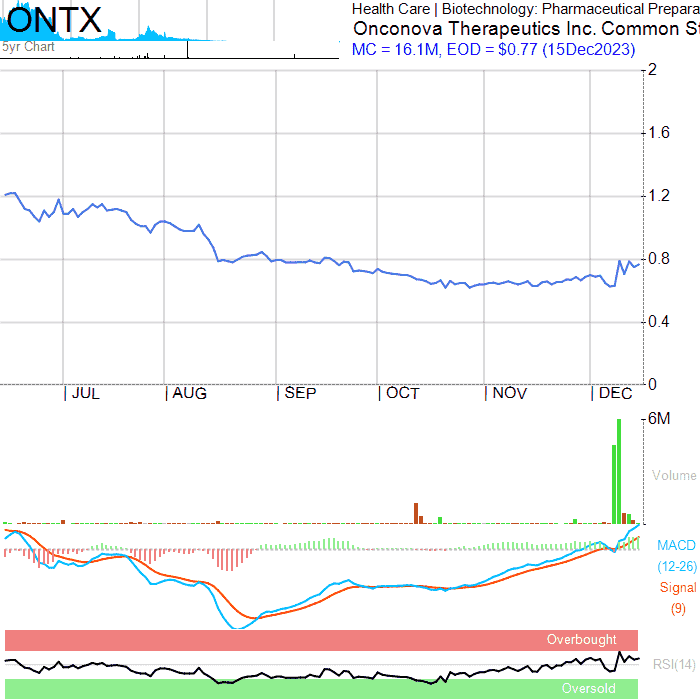 ONTX
5yr Chart
Health Care | Biotechnology: Pharmaceutical Prepara
Onconova Therapeutics Inc. Common St
MC = 16.1M, EOD = $0.77 (15Dec2023)
2
1.6
1.2
0.8
0.4
0
JUL
AUG
SEP
OCT
NOV
DEC
6M
Volume
MACD
(12-26)
Signal
(9)
Overbought
RSI(14)
Oversold